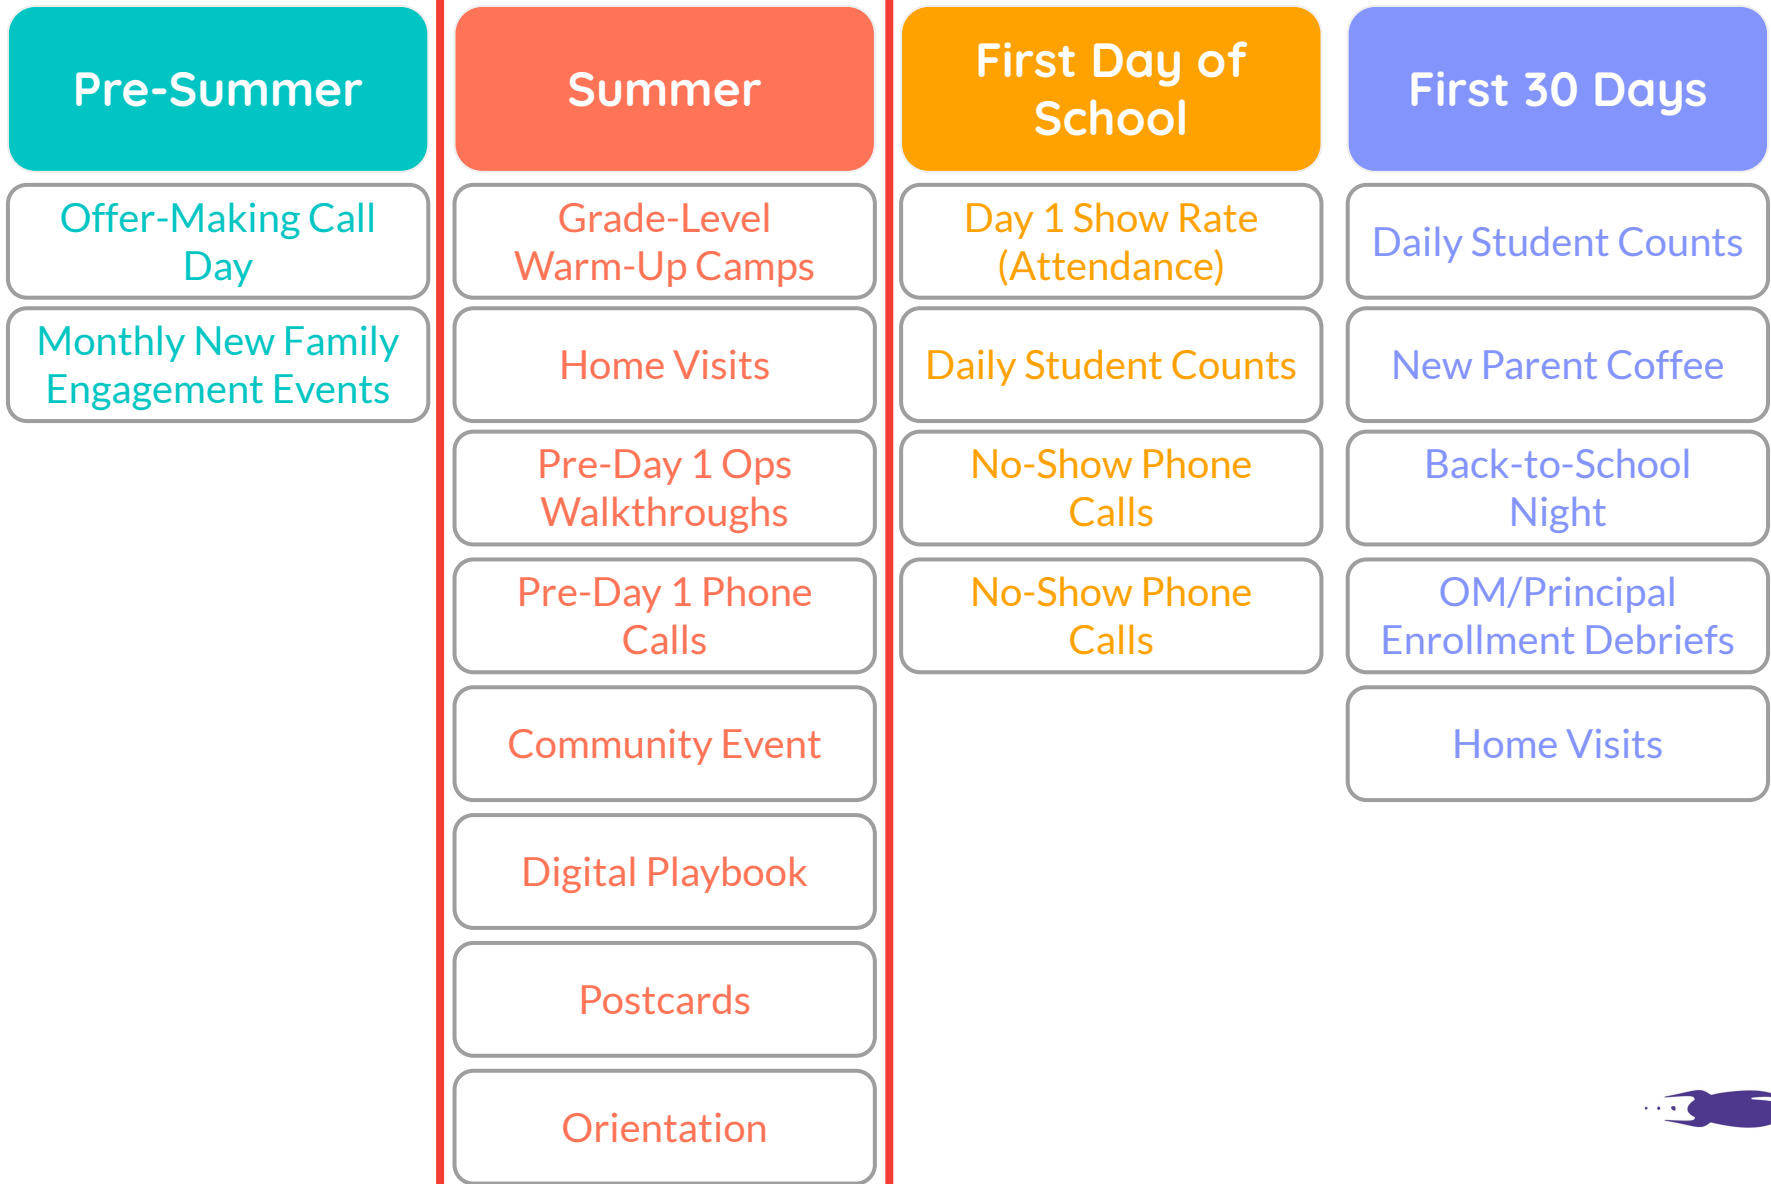 Pre-Summer
Offer-Making Call
Day
Monthly New Family
Engagement Events
Summer
Grade-Level
Warm-Up Camps
Home Visits
Pre-Day 1 Ops
Walkthroughs
Pre-Day 1 Phone
Calls
Community Event
Digital Playbook
Postcards
Orientation
First Day of
School
Day 1 Show Rate
(Attendance)
Daily Student Counts
No-Show Phone
Calls
No-Show Phone
Calls
First 30 Days
Daily Student Counts
New Parent Coffee
Back-to-School
Night
OM/Principal
Enrollment Debriefs
Home Visits